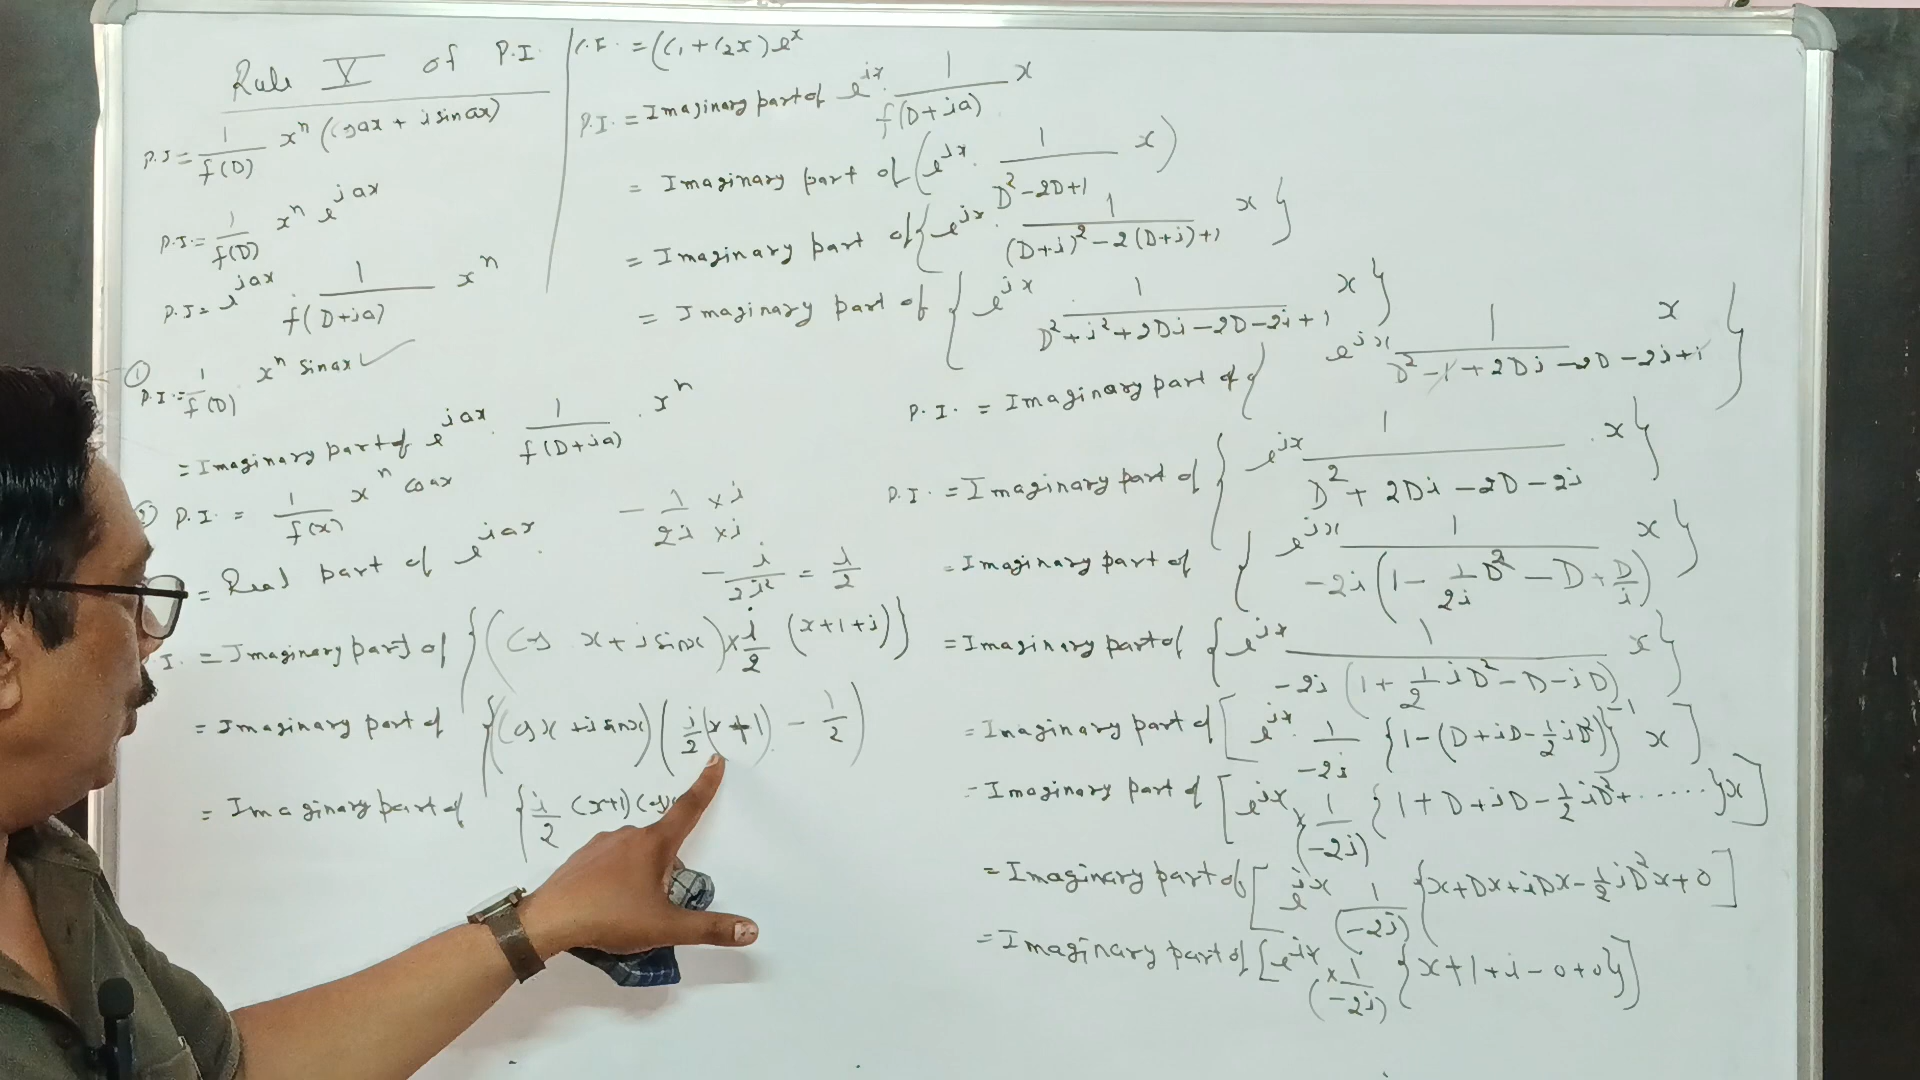 Rule V of P.I.
P.I = 1/f(D) x^n (cos ax + i sin ax)
P.I. = 1/f(D) x^n e^{iax}
P.I = e^{iax} 1/f(D+ia) x^n
① P.I. = 1/f(D) x^n sin ax ✓
= Imaginary part of e^{iax} . 1/f(D+ia) . x^n
② P.I. = 1/f(x) x^n cos ax
= Real part of e^{iax} .
- 1/2i ×i ×i
- i/2i² = i/2
I. = Imaginary part of {(cos x + i sin x) × i/2 (x+1+i)}
= Imaginary part of {(cos x + i sin x) (i/2 (x+1) - 1/2)
= Imaginary part of { i/2 (x+1) (cos
C.F. = (C1 + C2x) e^x
P.I. = Imaginary part of e^{ix} . 1/f(D+ia) x
= Imaginary part of (e^{ix} . 1/D²-2D+1 x)
= Imaginary part of {e^{ix} . 1/(D+i)²-2(D+i)+1 x}
= Imaginary part of {e^{ix} 1/D²+i²+2Di-2D-2i+1 x}
P.I. = Imaginary part of { e^{ix} 1/D²-1+2Di-2D-2i+1 x }
P.I. = Imaginary part of { e^{ix} 1/D²+2Di-2D-2i . x }
= Imaginary part of { e^{ix} 1/-2i(1 - 1/2i D² - D + D/i) x }
= Imaginary part of { e^{ix} 1/-2i(1 + 1/2 iD² - D - iD) x }
= Imaginary part of [ e^{ix} . 1/-2i {1-(D+iD-1/2 iD²)}^{-1} x ]
= Imaginary part of [ e^{ix} × 1/(-2i) {1+D+iD-1/2 iD²+.....}x ]
= Imaginary part of [ e^{ix} 1/(-2i) {x+Dx+iDx-1/2 iD²x+0 ]
= Imaginary part of [ e^{ix} × 1/(-2i) {x+1+i-0+0} ]